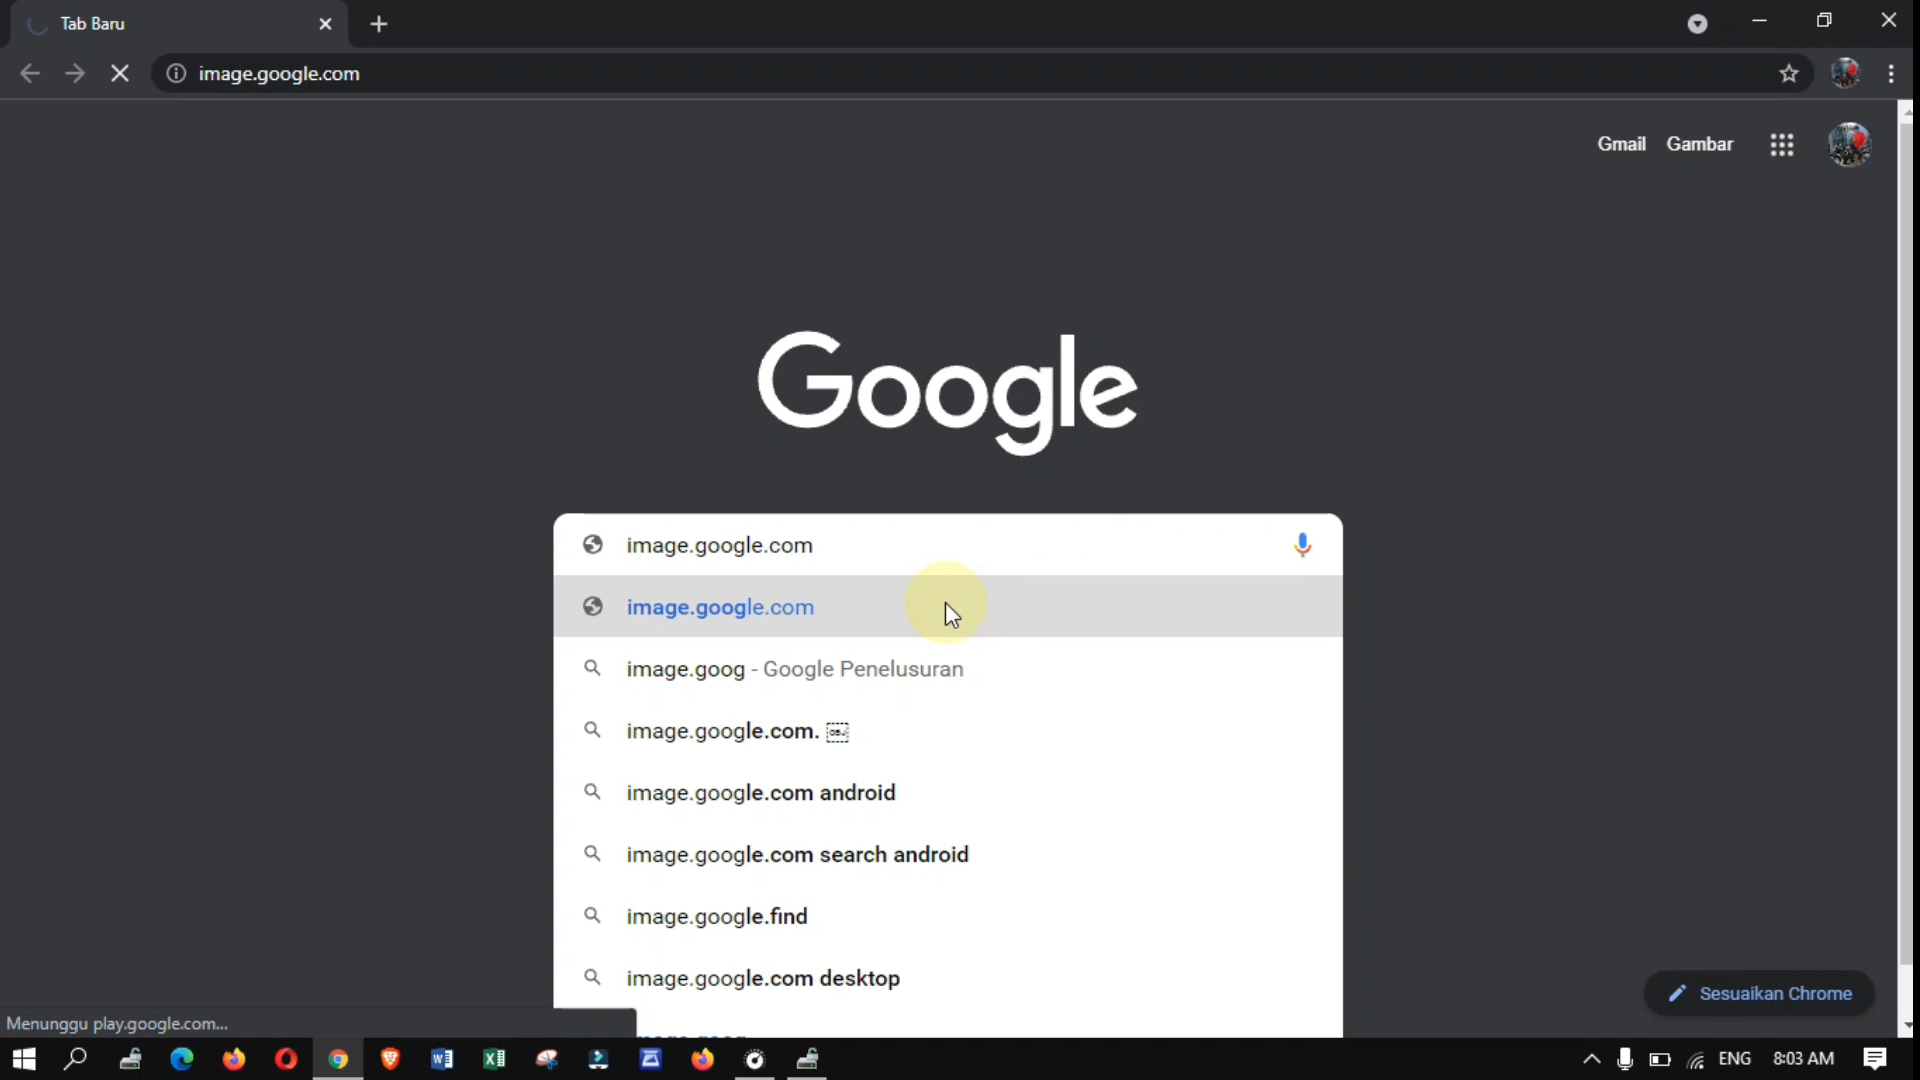 Tab Baru
image.google.com
Gmail Gambar
Google
image.google.com
image.google.com
image.goog - Google Penelusuran
image.google.com. OBJ
image.google.com android
image.google.com search android
image.google.find
image.google.com desktop
Sesuaikan Chrome
Menunggu play.google.com...
ENG 8:03 AM